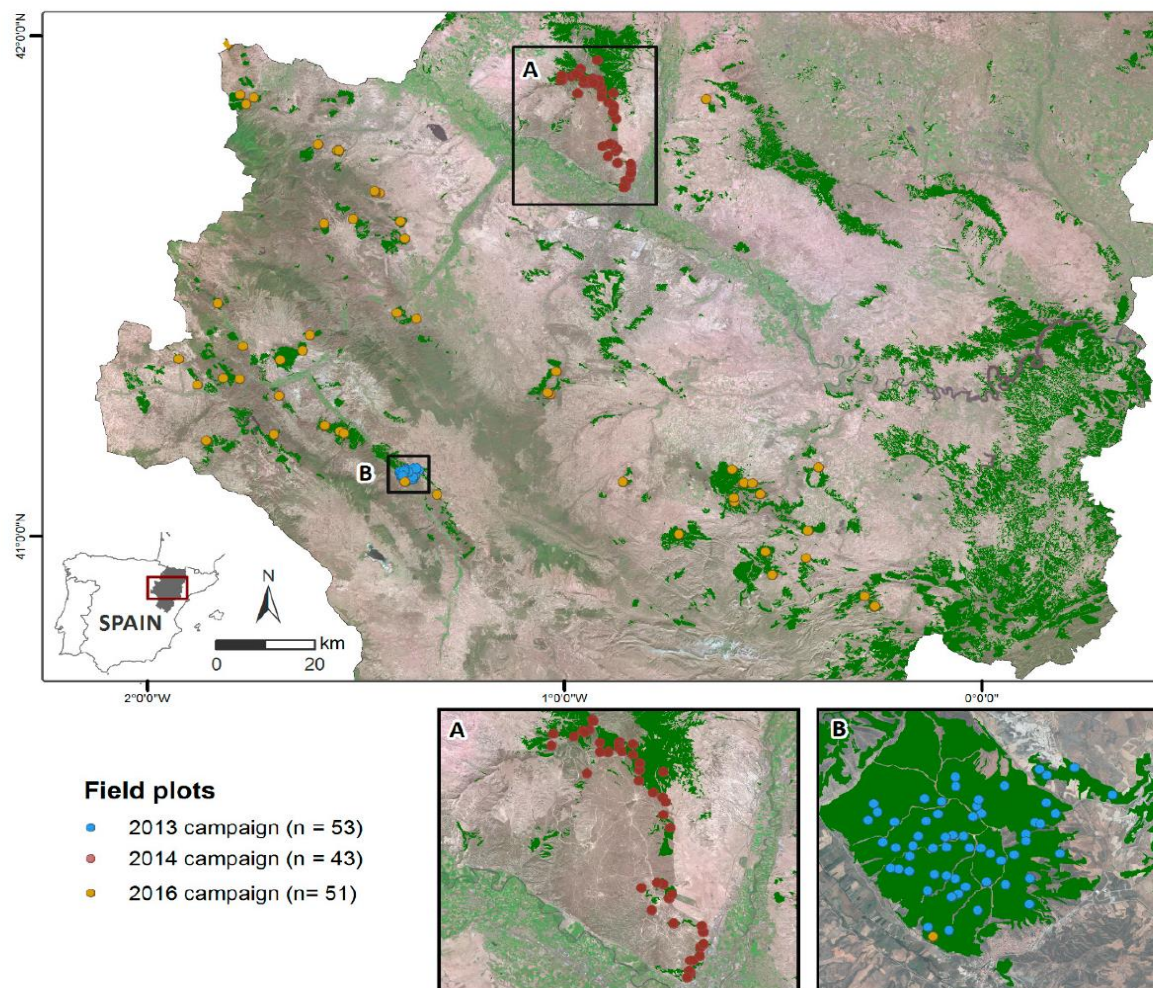 42°0'0"N
A
B
41°0'0"N
N
SPAIN
km
0 20
2°0'0"W
1°0'0"W
0°0'0"W
A
B
Field plots
2013 campaign (n = 53)
2014 campaign (n = 43)
2016 campaign (n= 51)